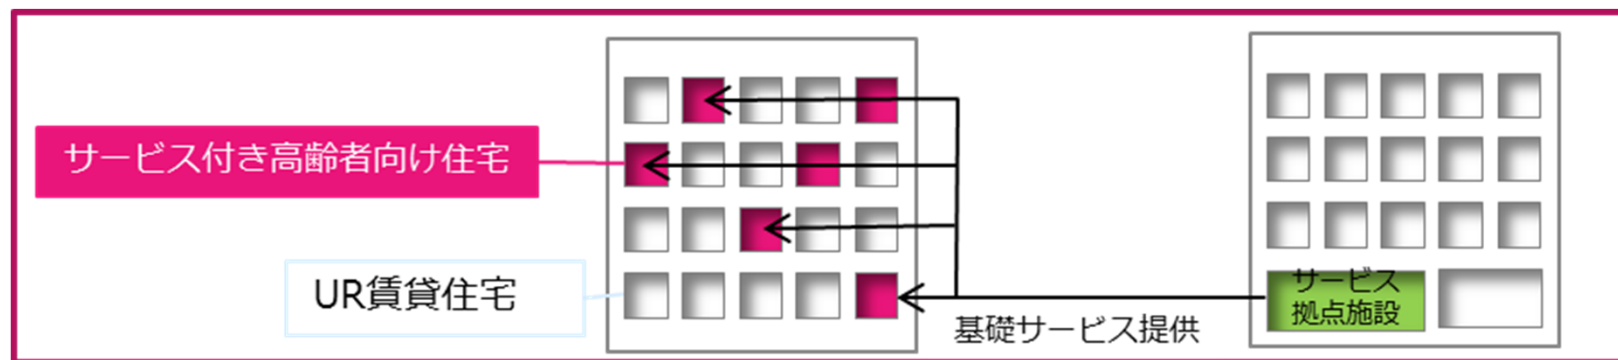 サービス付き高齢者向け住宅
UR賃貸住宅
基礎サービス提供
サービス
拠点施設